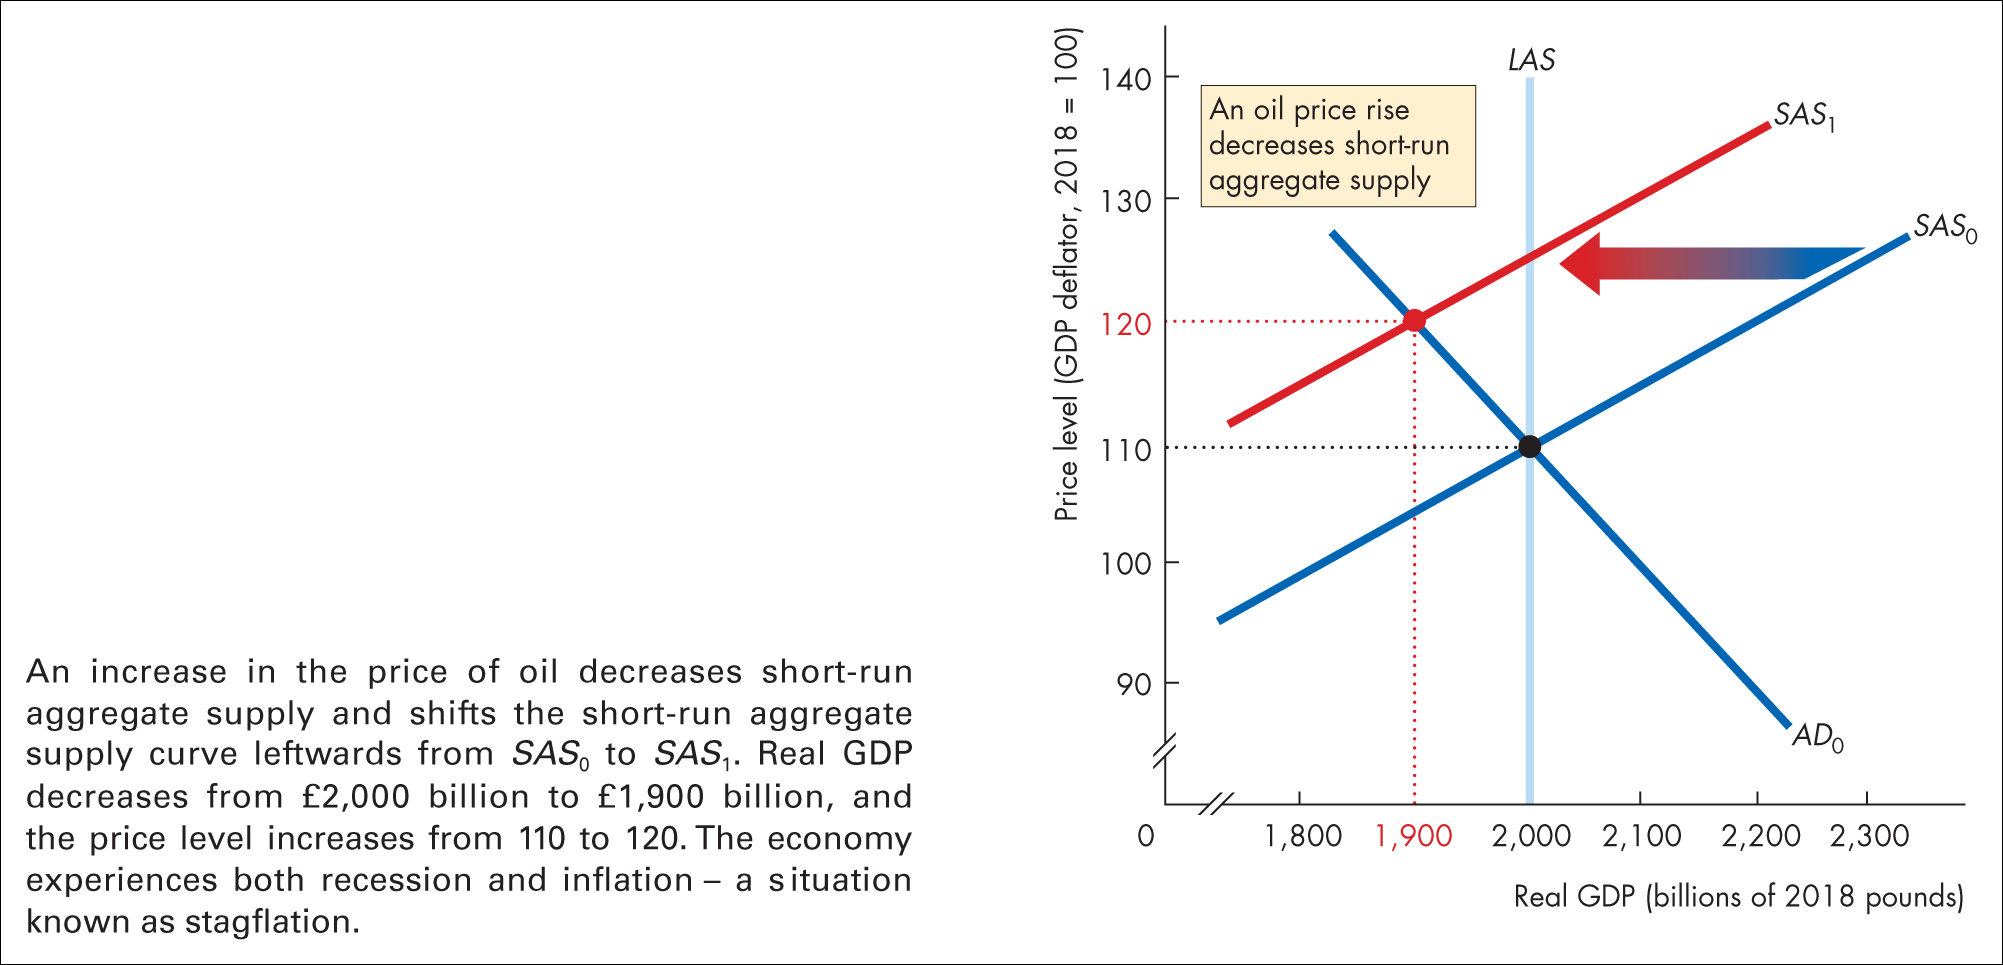 An increase in the price of oil decreases short-run
aggregate supply and shifts the short-run aggregate
supply curve leftwards from SAS₀ to SAS₁. Real GDP
decreases from £2,000 billion to £1,900 billion, and
the price level increases from 110 to 120. The economy
experiences both recession and inflation – a situation
known as stagflation.
Price level (GDP deflator, 2018 = 100)
140
130
120
110
100
90
An oil price rise
decreases short-run
aggregate supply
LAS
SAS₁
SAS₀
AD₀
0
1,800
1,900
2,000
2,100
2,200
2,300
Real GDP (billions of 2018 pounds)